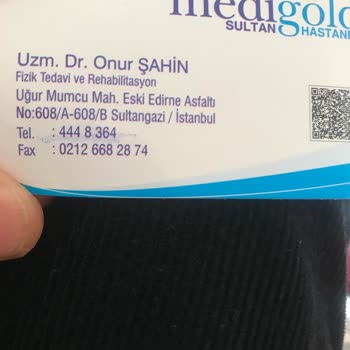 medigold
SULTAN HASTANE
Uzm. Dr. Onur ŞAHİN
Fizik Tedavi ve Rehabilitasyon
Uğur Mumcu Mah. Eski Edirne Asfaltı
No:608/A-608/B Sultangazi / İstanbul
Tel. : 444 8 364
Fax : 0212 668 28 74